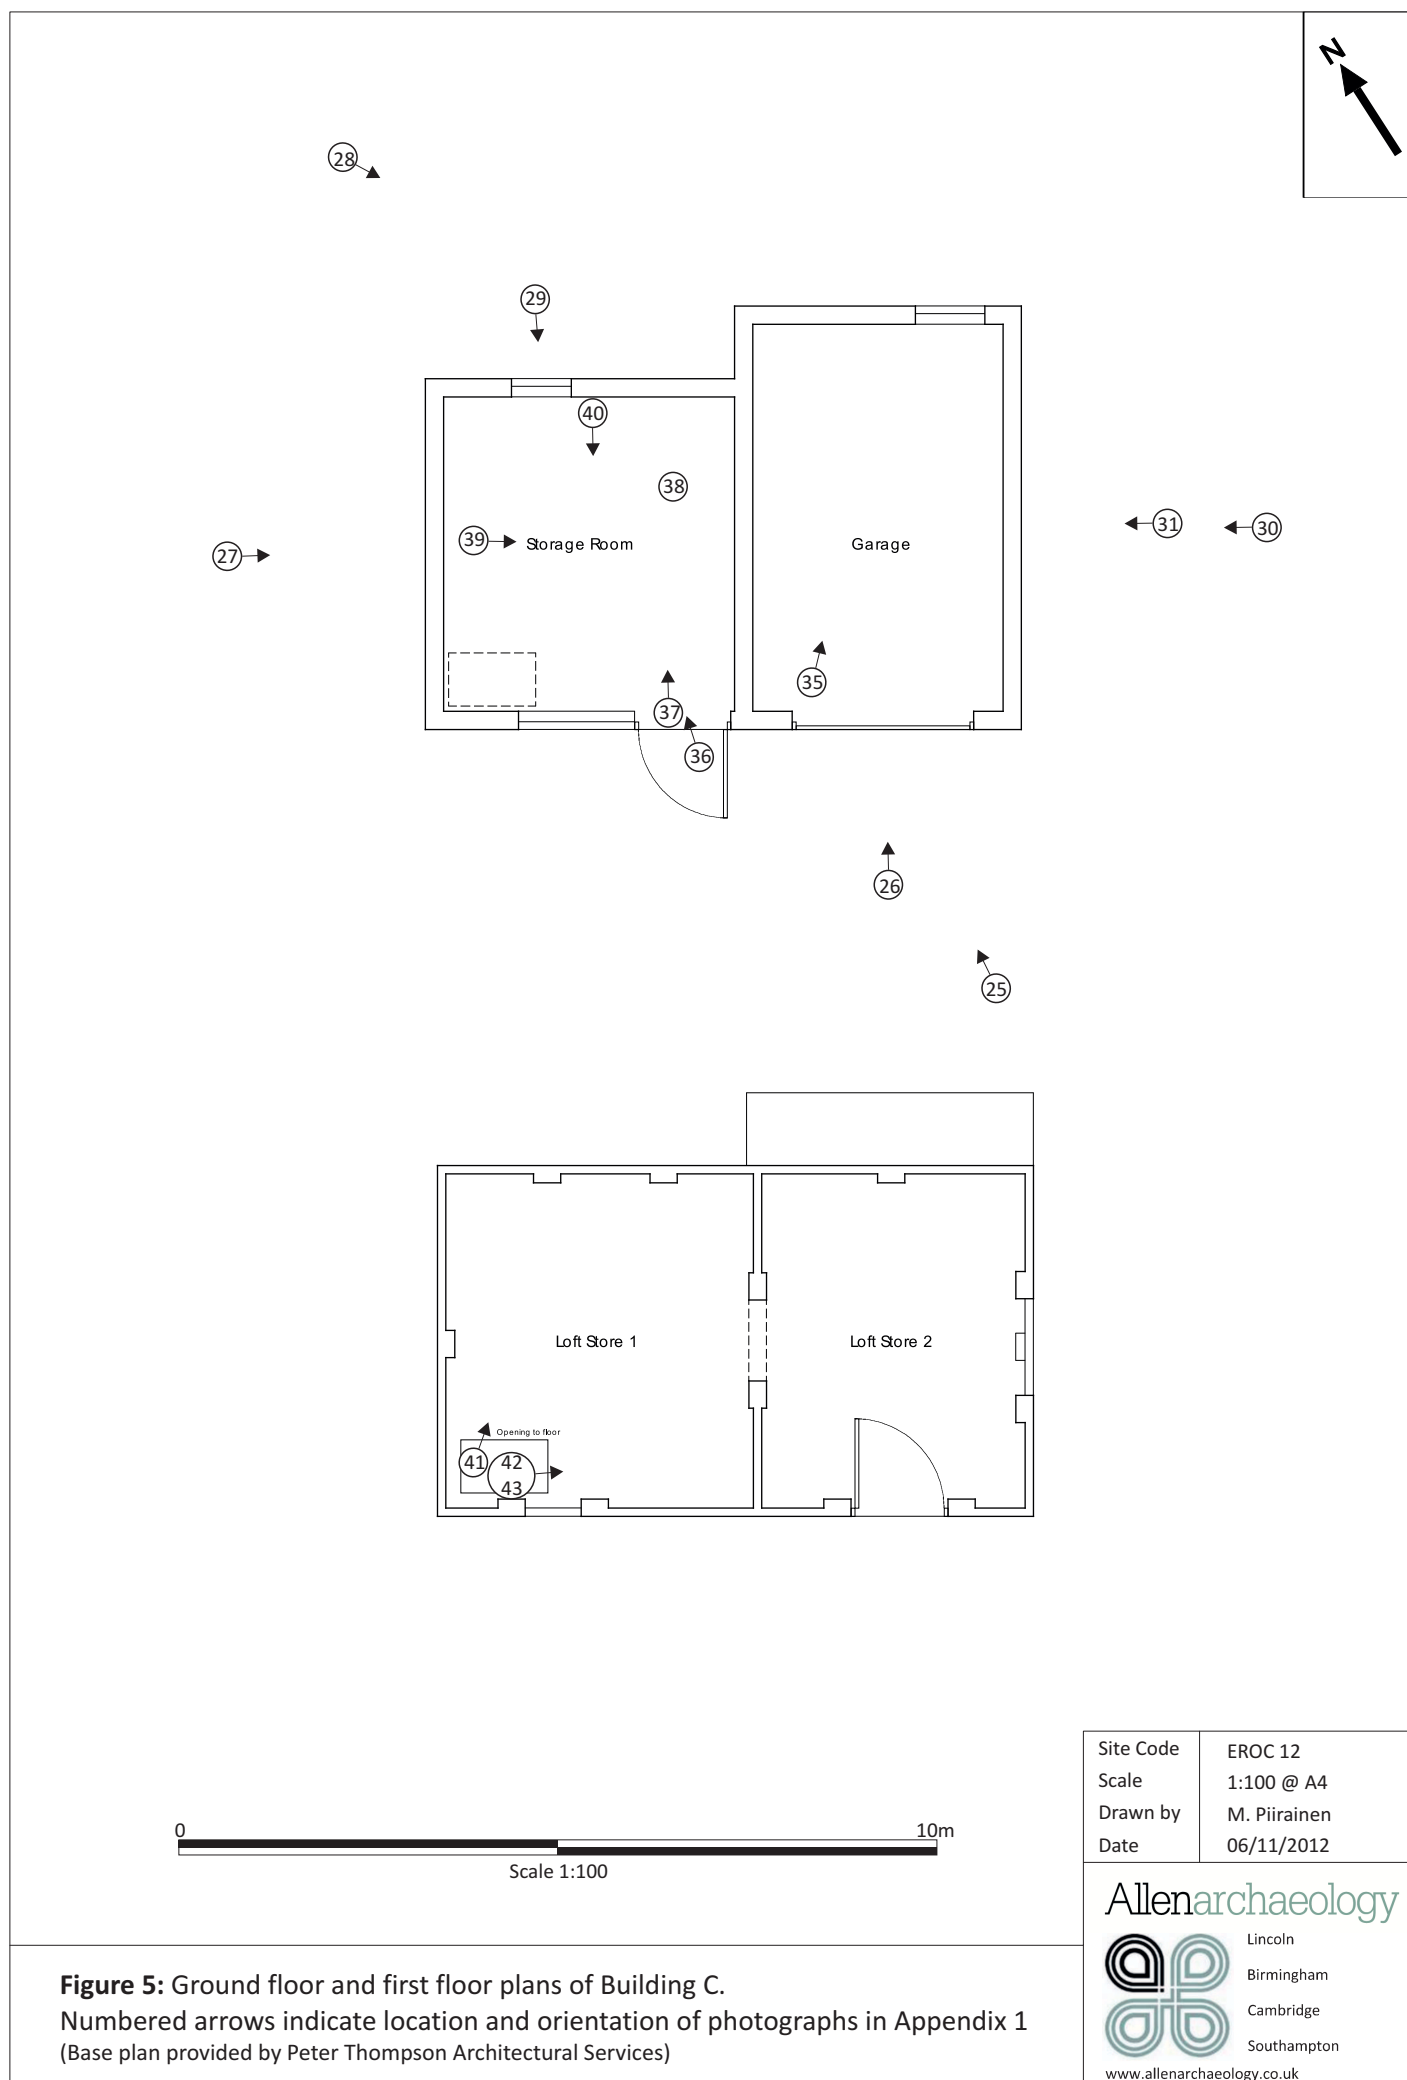 N
28
29
40
38
39
Storage Room
Garage
27
31
30
35
37
36
26
25
Loft Store 1
Loft Store 2
Opening to floor
41
42
43
0
10m
Scale 1:100
Site Code EROC 12
Scale 1:100 @ A4
Drawn by M. Piirainen
Date 06/11/2012
Allenarchaeology
Lincoln
Birmingham
Cambridge
Southampton
www.allenarchaeology.co.uk
Figure 5: Ground floor and first floor plans of Building C.
Numbered arrows indicate location and orientation of photographs in Appendix 1
(Base plan provided by Peter Thompson Architectural Services)